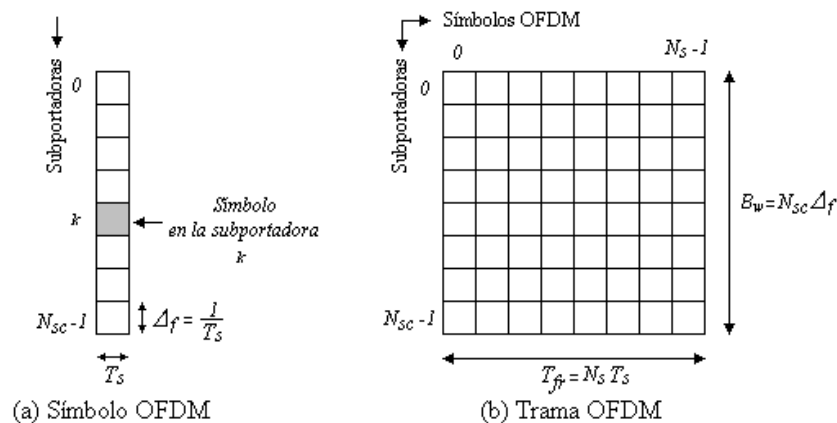 Subportadoras
0
k
N_sc-1
Símbolo
en la subportadora
k
Δ_f = 1/T_s
T_s
(a) Símbolo OFDM
Símbolos OFDM
Subportadoras
0
N_s-1
0
N_sc-1
B_w = N_sc Δ_f
T_fr = N_s T_s
(b) Trama OFDM